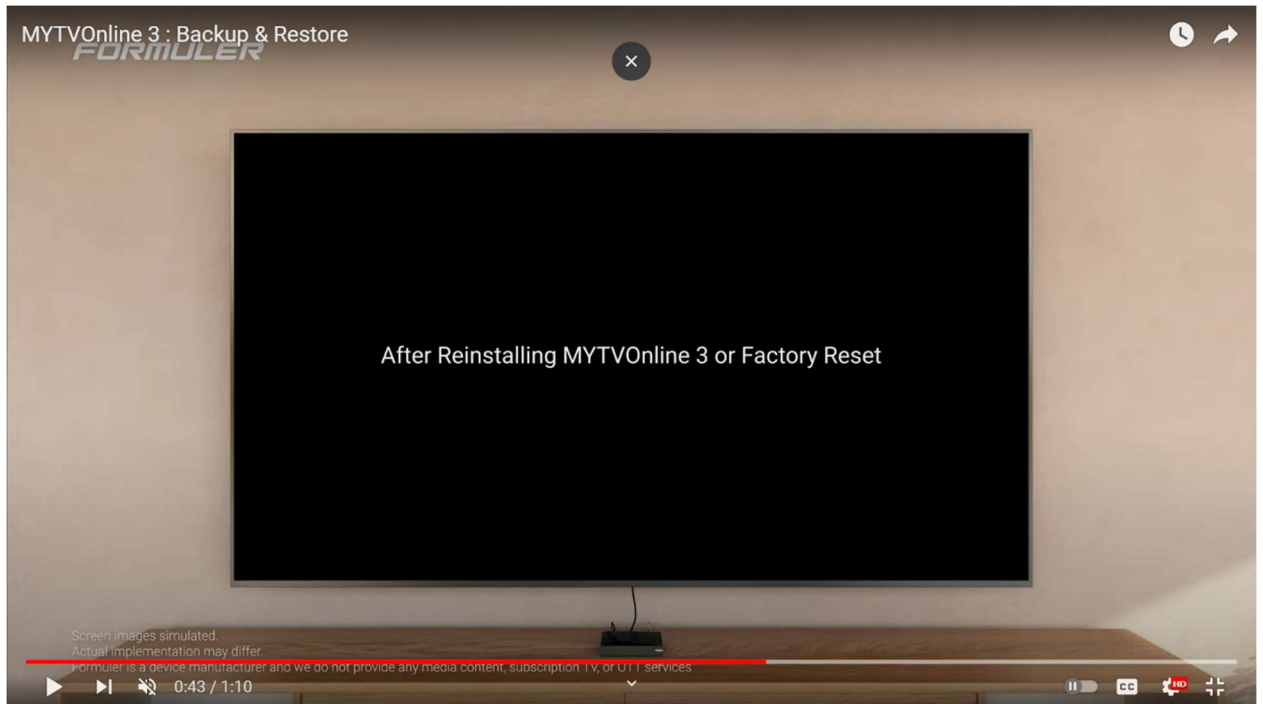 MYTVOnline 3 : Backup & Restore
FORMULER
After Reinstalling MYTVOnline 3 or Factory Reset
Screen images simulated.
Actual implementation may differ.
Formuler is a device manufacturer and we do not provide any media content, subscription TV, or OTT services
0:43 / 1:10
CC
HD